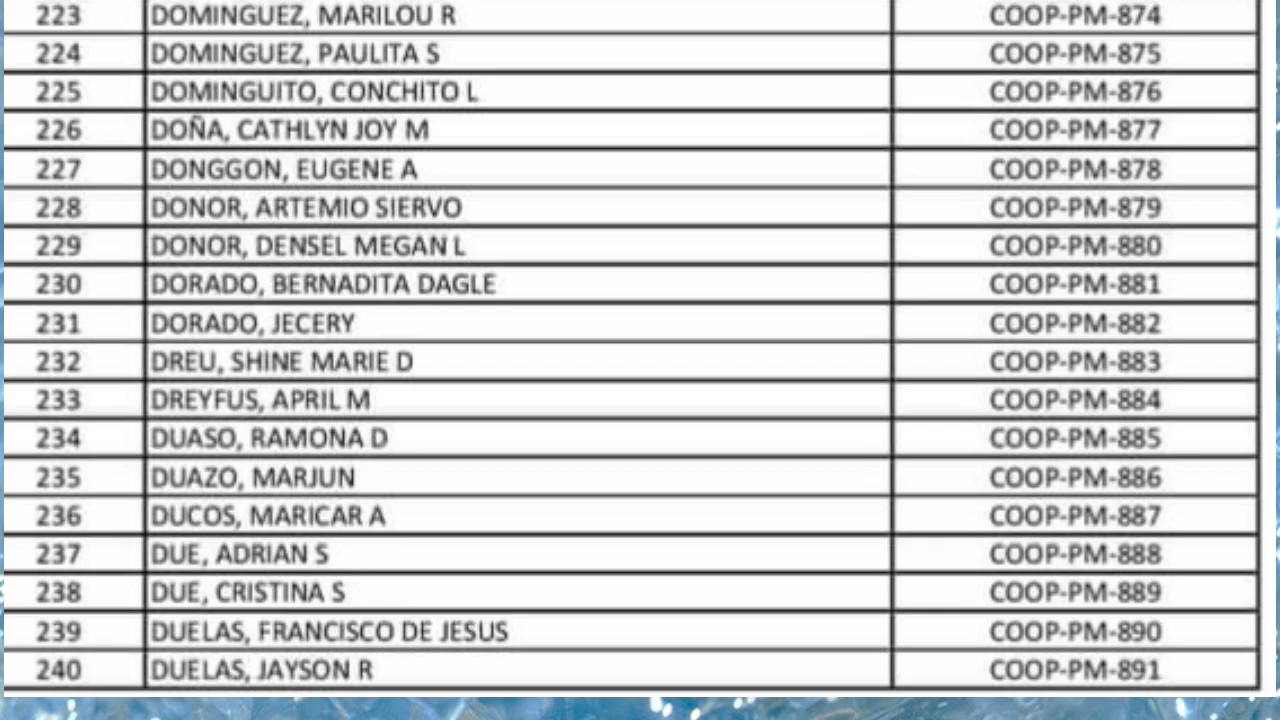 223 DOMINGUEZ, MARILOU R COOP-PM-874
224 DOMINGUEZ, PAULITA S COOP-PM-875
225 DOMINGUITO, CONCHITO L COOP-PM-876
226 DOÑA, CATHLYN JOY M COOP-PM-877
227 DONGGON, EUGENE A COOP-PM-878
228 DONOR, ARTEMIO SIERVO COOP-PM-879
229 DONOR, DENSEL MEGAN L COOP-PM-880
230 DORADO, BERNADITA DAGLE COOP-PM-881
231 DORADO, JECERY COOP-PM-882
232 DREU, SHINE MARIE D COOP-PM-883
233 DREYFUS, APRIL M COOP-PM-884
234 DUASO, RAMONA D COOP-PM-885
235 DUAZO, MARJUN COOP-PM-886
236 DUCOS, MARICAR A COOP-PM-887
237 DUE, ADRIAN S COOP-PM-888
238 DUE, CRISTINA S COOP-PM-889
239 DUELAS, FRANCISCO DE JESUS COOP-PM-890
240 DUELAS, JAYSON R COOP-PM-891